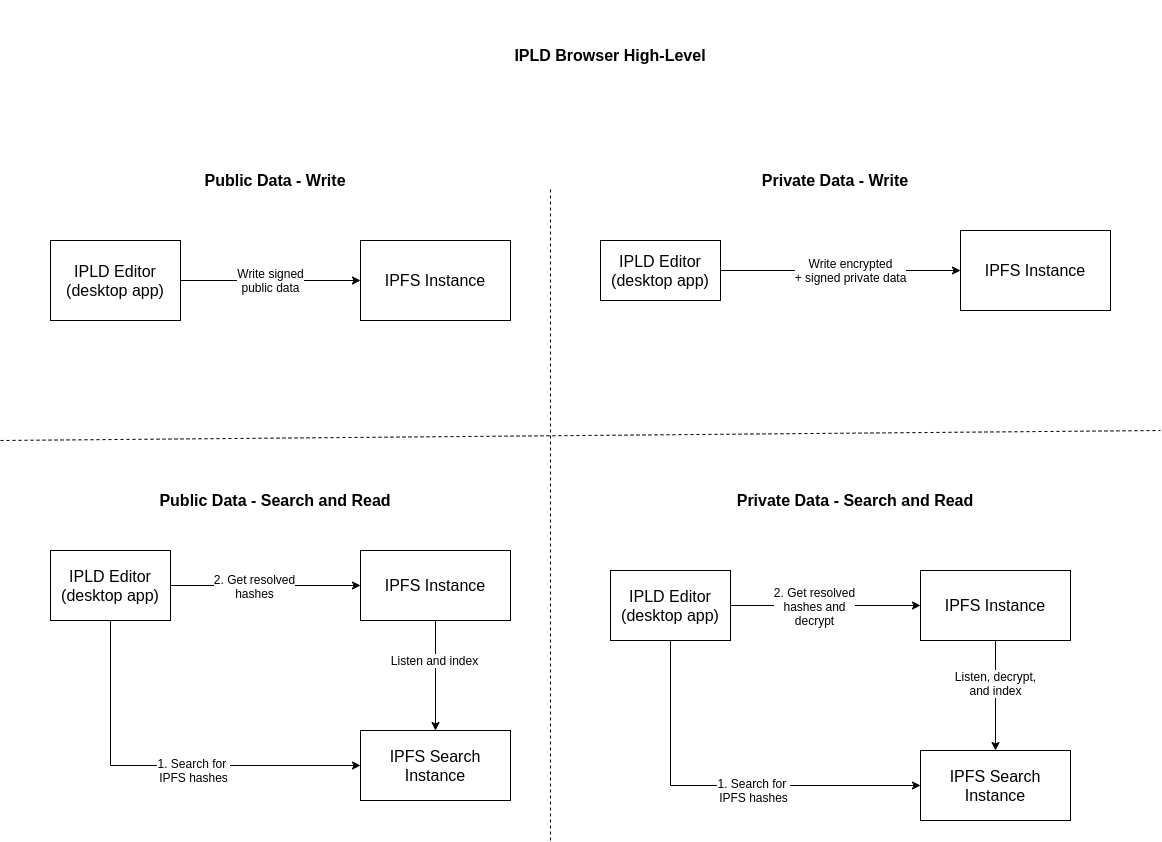 IPLD Browser High-Level
Public Data - Write
IPLD Editor
(desktop app)
Write signed
public data
IPFS Instance
Private Data - Write
IPLD Editor
(desktop app)
Write encrypted
+ signed private data
IPFS Instance
Public Data - Search and Read
IPLD Editor
(desktop app)
2. Get resolved
hashes
IPFS Instance
Listen and index
1. Search for
IPFS hashes
IPFS Search
Instance
Private Data - Search and Read
IPLD Editor
(desktop app)
2. Get resolved
hashes and
decrypt
IPFS Instance
Listen, decrypt,
and index
1. Search for
IPFS hashes
IPFS Search
Instance